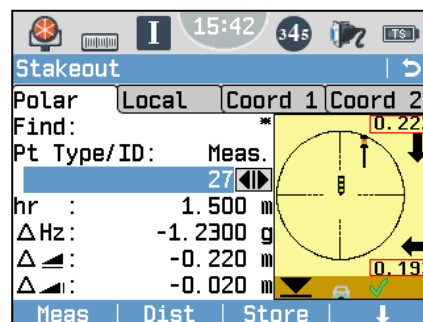 I 15:42 345 TS
Stakeout
Polar Local Coord 1 Coord 2
Find: *
Pt Type/ID: Meas.
27
hr : 1.500 m
ΔHz: -1.2300 g
Δ : -0.220 m
Δ : -0.020 m
0.22
0.19
Meas Dist Store